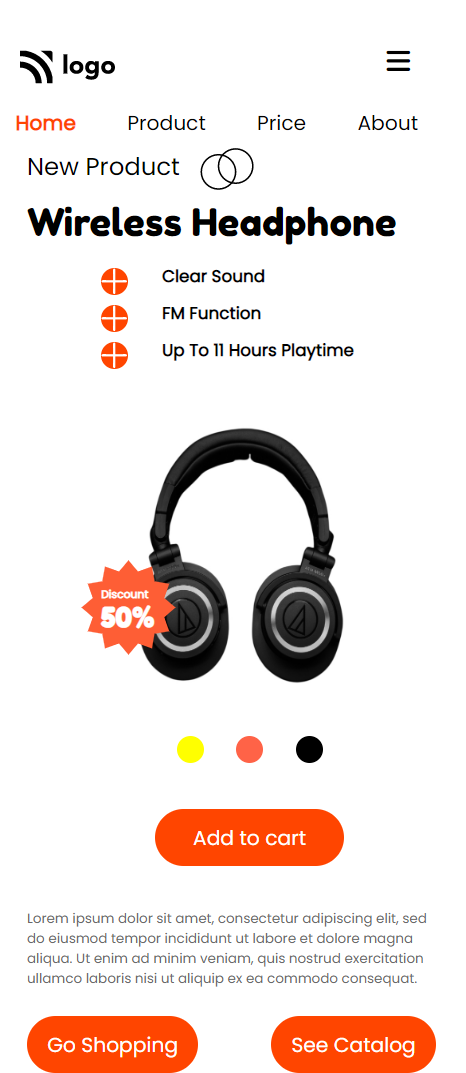 logo
Home Product Price About
New Product
Wireless Headphone
Clear Sound
FM Function
Up To 11 Hours Playtime
Discount
50%
Add to cart
Lorem ipsum dolor sit amet, consectetur adipiscing elit, sed
do eiusmod tempor incididunt ut labore et dolore magna
aliqua. Ut enim ad minim veniam, quis nostrud exercitation
ullamco laboris nisi ut aliquip ex ea commodo consequat.
Go Shopping See Catalog